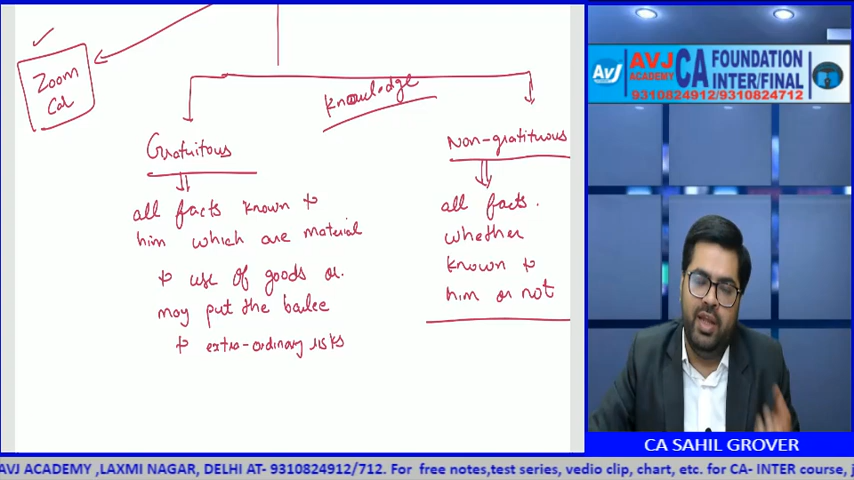 Zoom
Cal
Knowledge
Gratuitous
Non-gratituous
all facts known to
him which are material
to use of goods or.
may put the bailee
to extra-ordinary risks
all facts.
whether
known to
him or not
AVJ
AVJ
ACADEMY
CA
FOUNDATION
INTER/FINAL
9310824912/9310824712
CA SAHIL GROVER
AVJ ACADEMY ,LAXMI NAGAR, DELHI AT- 9310824912/712. For free notes,test series, vedio clip, chart, etc. for CA- INTER course,